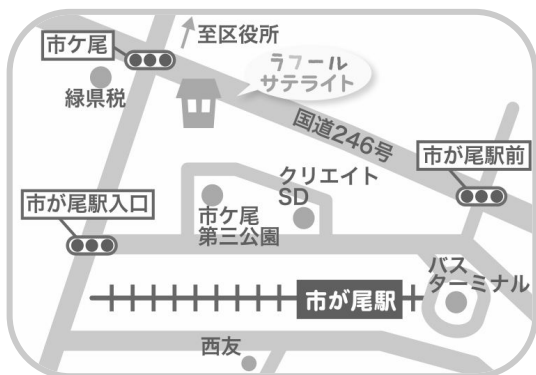 至区役所
市ケ尾
ラフール
サテライト
緑県税
国道246号
市が尾駅前
クリエイト
SD
市が尾駅入口
市ケ尾
第三公園
バス
ターミナル
市が尾駅
西友